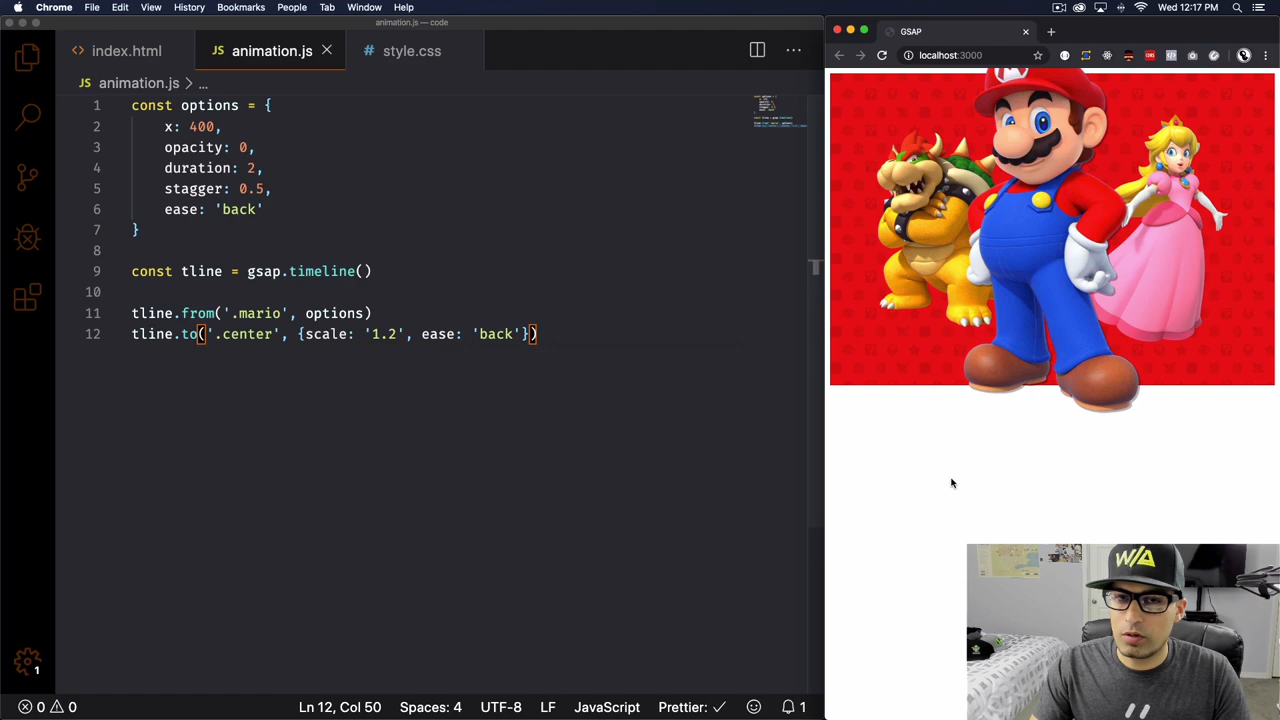 Chrome File Edit View History Bookmarks People Tab Window Help
Wed 12:17 PM
animation.js — code
index.html
JS animation.js
# style.css
GSAP
localhost:3000
JS animation.js > ...
1 const options = {
2 x: 400,
3 opacity: 0,
4 duration: 2,
5 stagger: 0.5,
6 ease: 'back'
7 }
8
9 const tline = gsap.timeline()
10
11 tline.from('.mario', options)
12 tline.to('.center', {scale: '1.2', ease: 'back'})
M
W/A
1
0 0 Ln 12, Col 50 Spaces: 4 UTF-8 LF JavaScript Prettier: ✓ 1